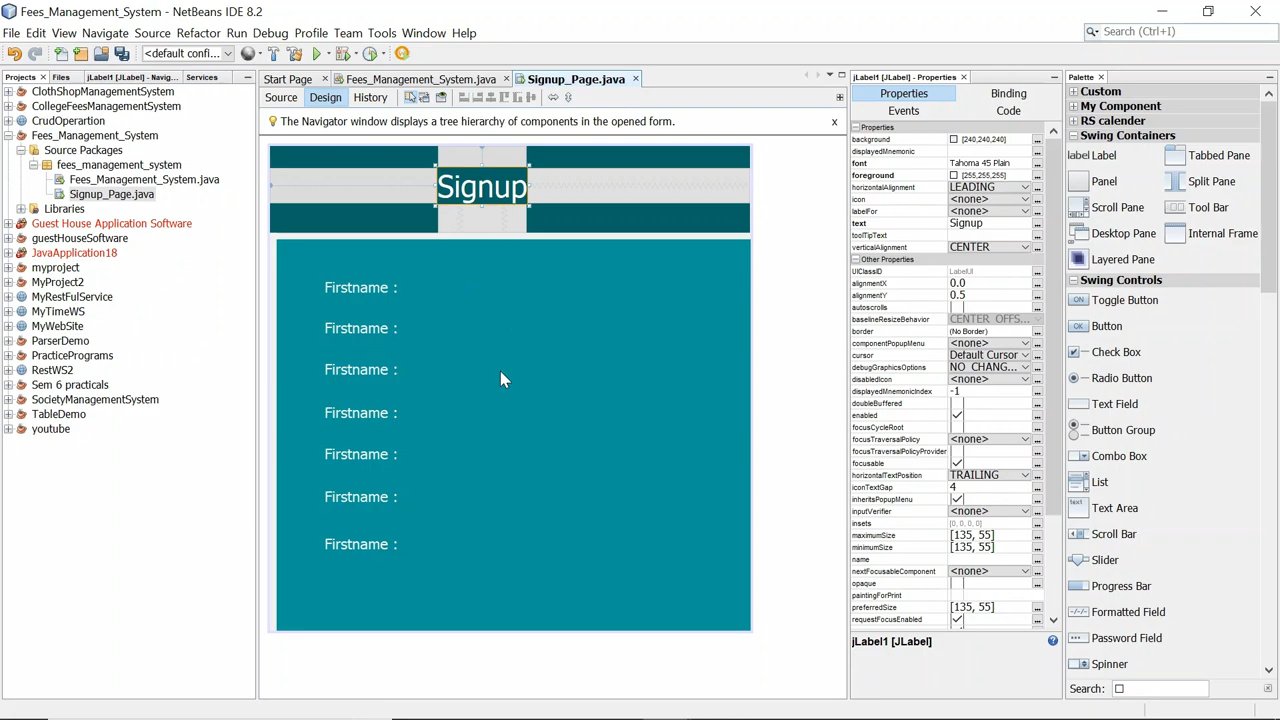 Fees_Management_System - NetBeans IDE 8.2
File Edit View Navigate Source Refactor Run Debug Profile Team Tools Window Help
Search (Ctrl+I)
<default confi...
Projects Files jLabel1 [JLabel] - Navig... Services
Start Page Fees_Management_System.java Signup_Page.java
jLabel1 [JLabel] - Properties
Palette
ClothShopManagementSystem
CollegeFeesManagementSystem
CrudOperartion
Fees_Management_System
Source Packages
fees_management_system
Fees_Management_System.java
Signup_Page.java
Libraries
Guest House Application Software
guestHouseSoftware
JavaApplication18
myproject
MyProject2
MyRestFulService
MyTimeWS
MyWebSite
ParserDemo
PracticePrograms
RestWS2
Sem 6 practicals
SocietyManagementSystem
TableDemo
youtube
Source Design History
The Navigator window displays a tree hierarchy of components in the opened form.
x
Signup
Firstname :
Firstname :
Firstname :
Firstname :
Firstname :
Firstname :
Firstname :
Properties Binding
Events Code
Properties
background [240,240,240]
displayedMnemonic
font Tahoma 45 Plain
foreground [255,255,255]
horizontalAlignment LEADING
icon <none>
labelFor <none>
text Signup
toolTipText
verticalAlignment CENTER
Other Properties
UIClassID LabelUI
alignmentX 0.0
alignmentY 0.5
autoscrolls
baselineResizeBehavior CENTER_OFFS...
border (No Border)
componentPopupMenu <none>
cursor Default Cursor
debugGraphicsOptions NO_CHANG...
disabledIcon <none>
displayedMnemonicIndex -1
doubleBuffered
enabled
focusCycleRoot
focusTraversalPolicy <none>
focusTraversalPolicyProvider
focusable
horizontalTextPosition TRAILING
iconTextGap 4
inheritsPopupMenu
inputVerifier <none>
insets [0, 0, 0, 0]
maximumSize [135, 55]
minimumSize [135, 55]
name
nextFocusableComponent <none>
opaque
paintingForPrint
preferredSize [135, 55]
requestFocusEnabled
jLabel1 [JLabel]
Custom
My Component
RS calender
Swing Containers
label Label Tabbed Pane
Panel Split Pane
Scroll Pane Tool Bar
Desktop Pane Internal Frame
Layered Pane
Swing Controls
ON Toggle Button
OK Button
Check Box
Radio Button
Text Field
Button Group
Combo Box
List
text Text Area
Scroll Bar
Slider
Progress Bar
Formatted Field
Password Field
Spinner
Search: